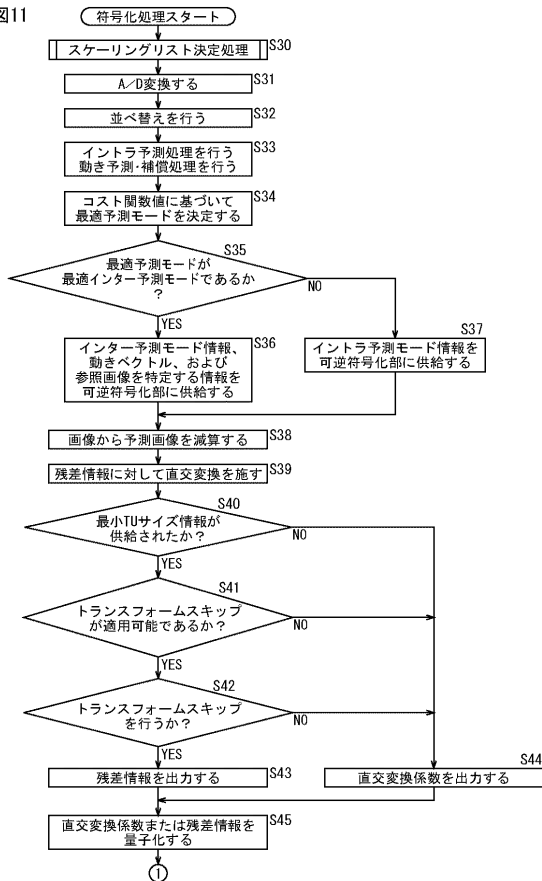 図11
符号化処理スタート
スケーリングリスト決定処理
S30
A/D変換する
S31
並べ替えを行う
S32
イントラ予測処理を行う
動き予測・補償処理を行う
S33
コスト関数値に基づいて
最適予測モードを決定する
S34
S35
最適予測モードが
最適インター予測モードであるか
?
NO
YES
インター予測モード情報、
動きベクトル、および
参照画像を特定する情報を
可逆符号化部に供給する
S36
S37
イントラ予測モード情報を
可逆符号化部に供給する
画像から予測画像を減算する
S38
残差情報に対して直交変換を施す
S39
S40
最小TUサイズ情報が
供給されたか?
NO
YES
S41
トランスフォームスキップ
が適用可能であるか?
NO
YES
S42
トランスフォームスキップ
を行うか?
NO
YES
残差情報を出力する
S43
S44
直交変換係数を出力する
直交変換係数または残差情報を
量子化する
S45
1